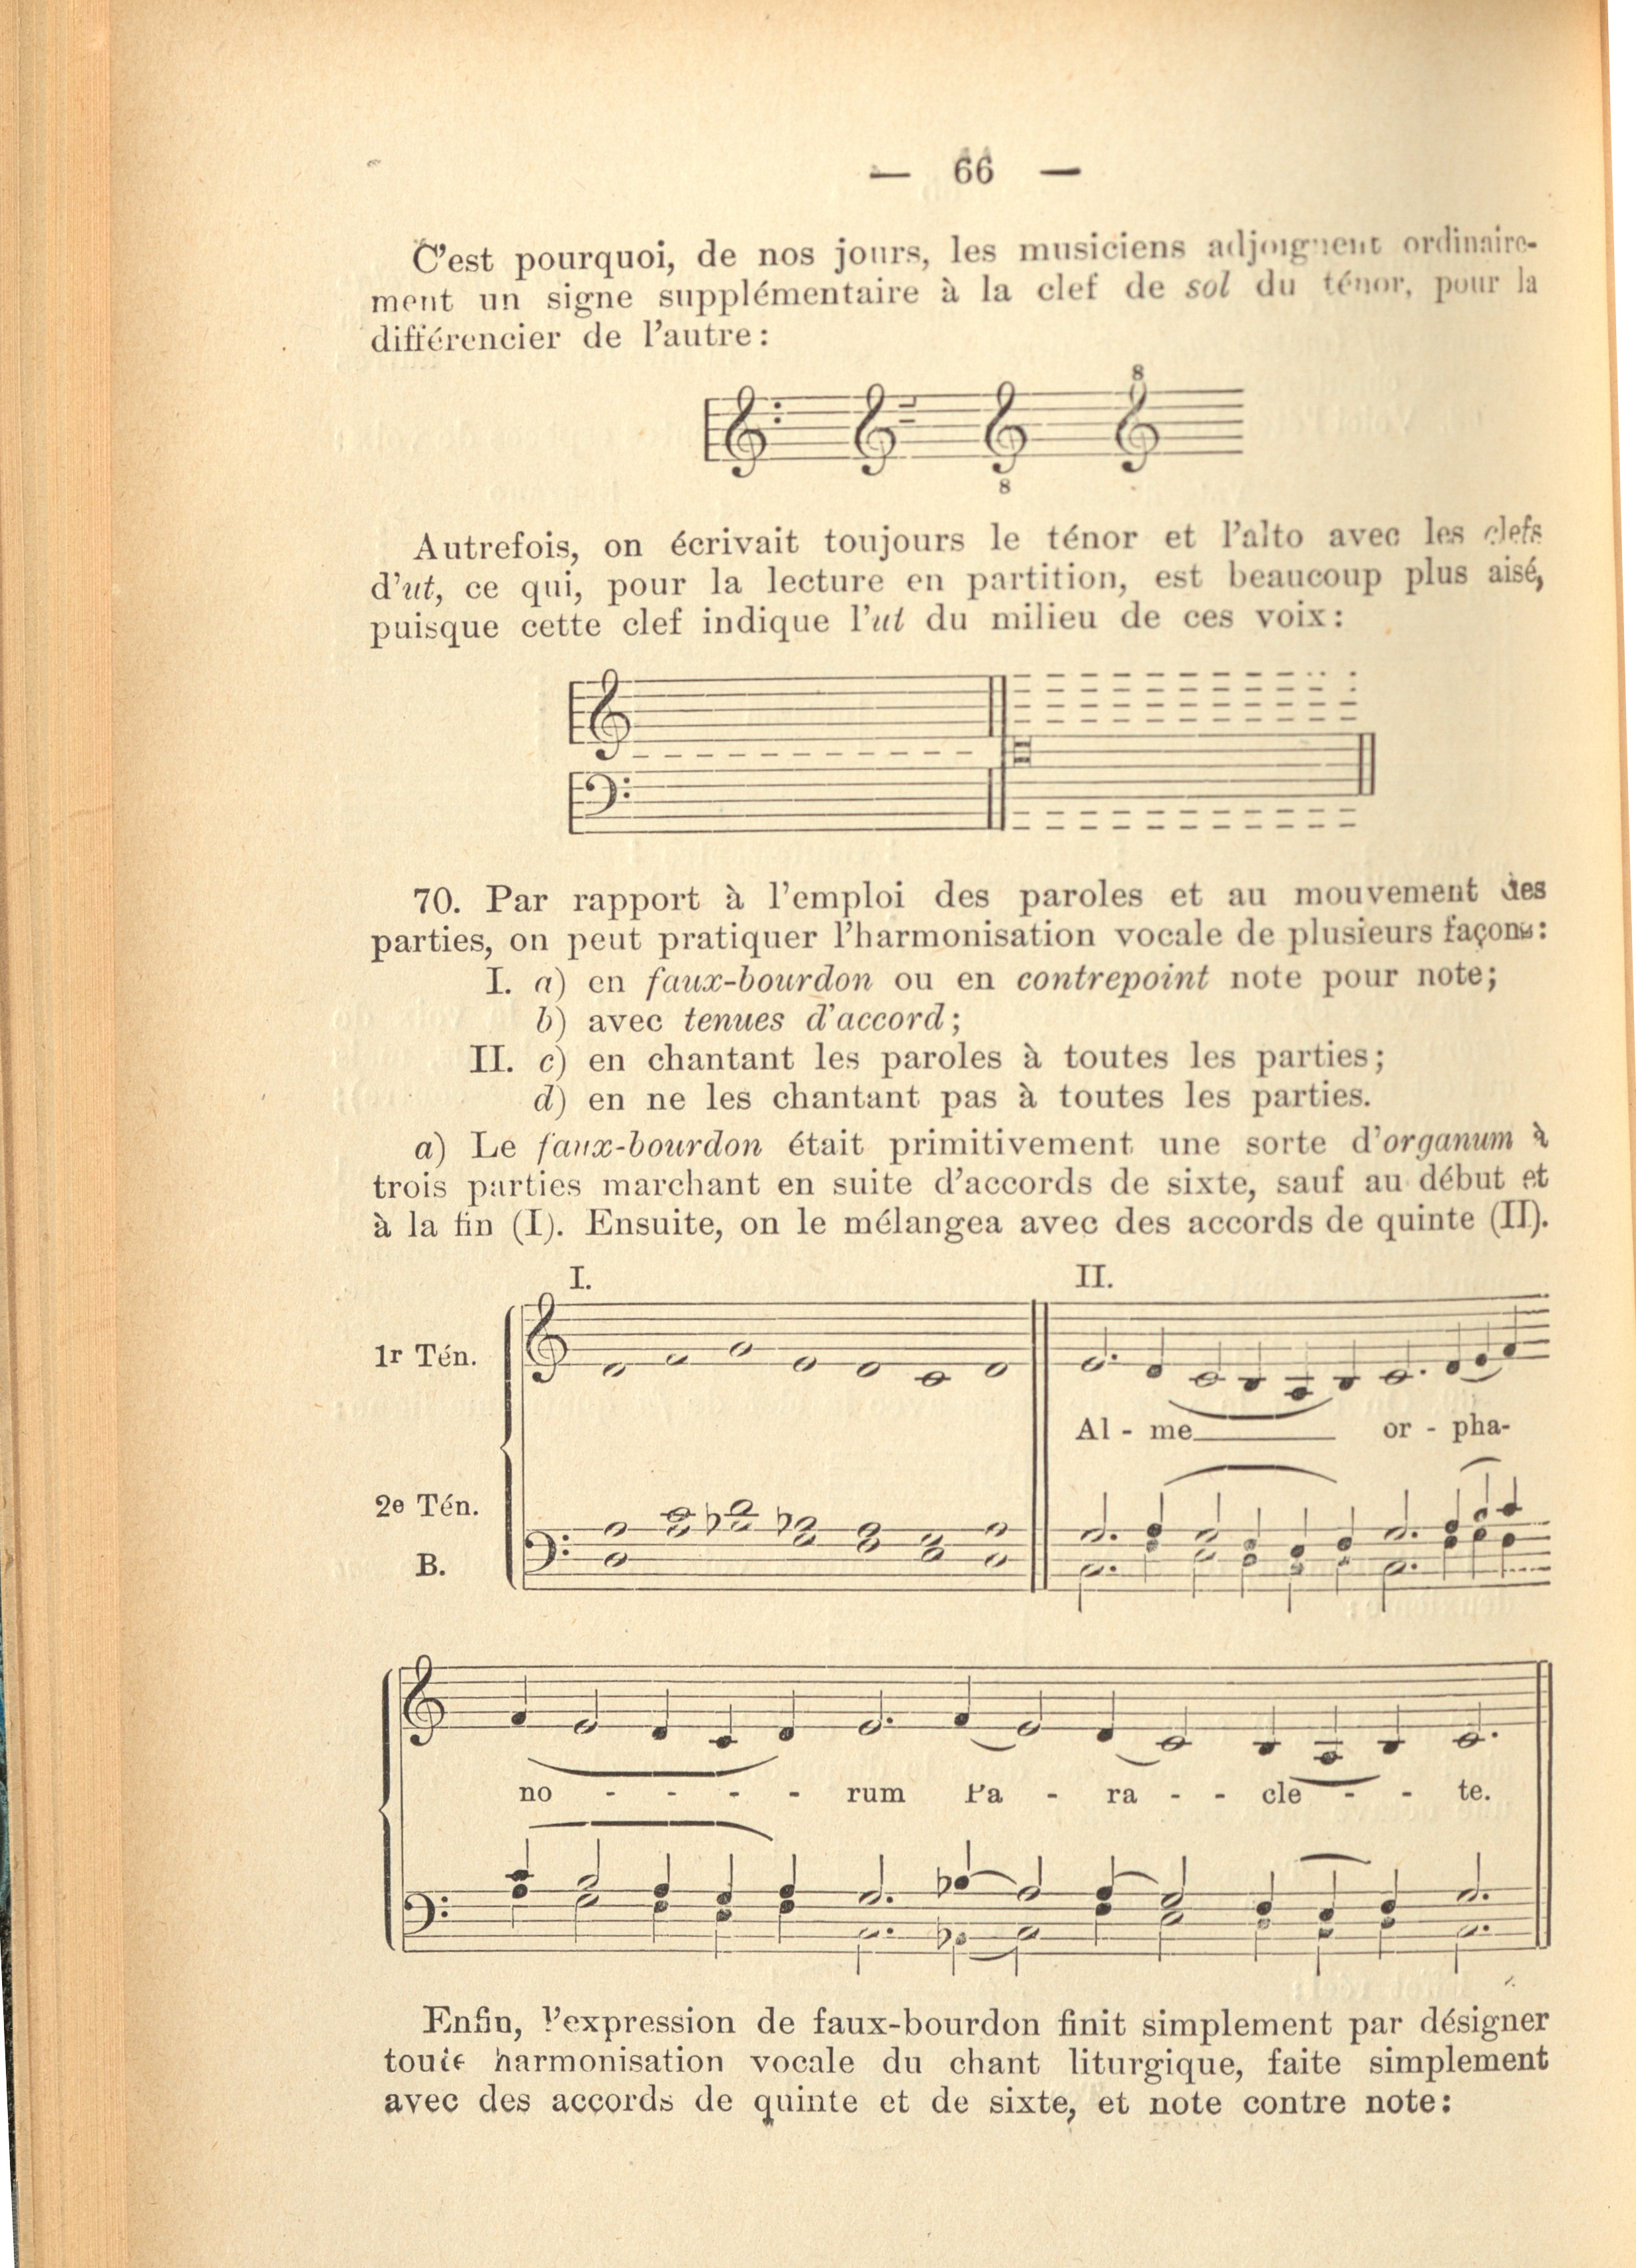 — 66 —
C'est pourquoi, de nos jours, les musiciens adjoignent ordinaire-
ment un signe supplémentaire à la clef de sol du ténor, pour la
différencier de l'autre:
8
8
Autrefois, on écrivait toujours le ténor et l'alto avec les clefs
d'ut, ce qui, pour la lecture en partition, est beaucoup plus aisé,
puisque cette clef indique l'ut du milieu de ces voix:
70. Par rapport à l'emploi des paroles et au mouvement des
parties, on peut pratiquer l'harmonisation vocale de plusieurs façons:
I. a) en faux-bourdon ou en contrepoint note pour note;
b) avec tenues d'accord;
II. c) en chantant les paroles à toutes les parties;
d) en ne les chantant pas à toutes les parties.
a) Le faux-bourdon était primitivement une sorte d'organum à
trois parties marchant en suite d'accords de sixte, sauf au début et
à la fin (I). Ensuite, on le mélangea avec des accords de quinte (II).
I. II.
1r Tén.
Al - me or - pha-
2e Tén.
B.
no - - - - rum Pa - ra - - cle - - te.
Enfin, l'expression de faux-bourdon finit simplement par désigner
toute harmonisation vocale du chant liturgique, faite simplement
avec des accords de quinte et de sixte, et note contre note: